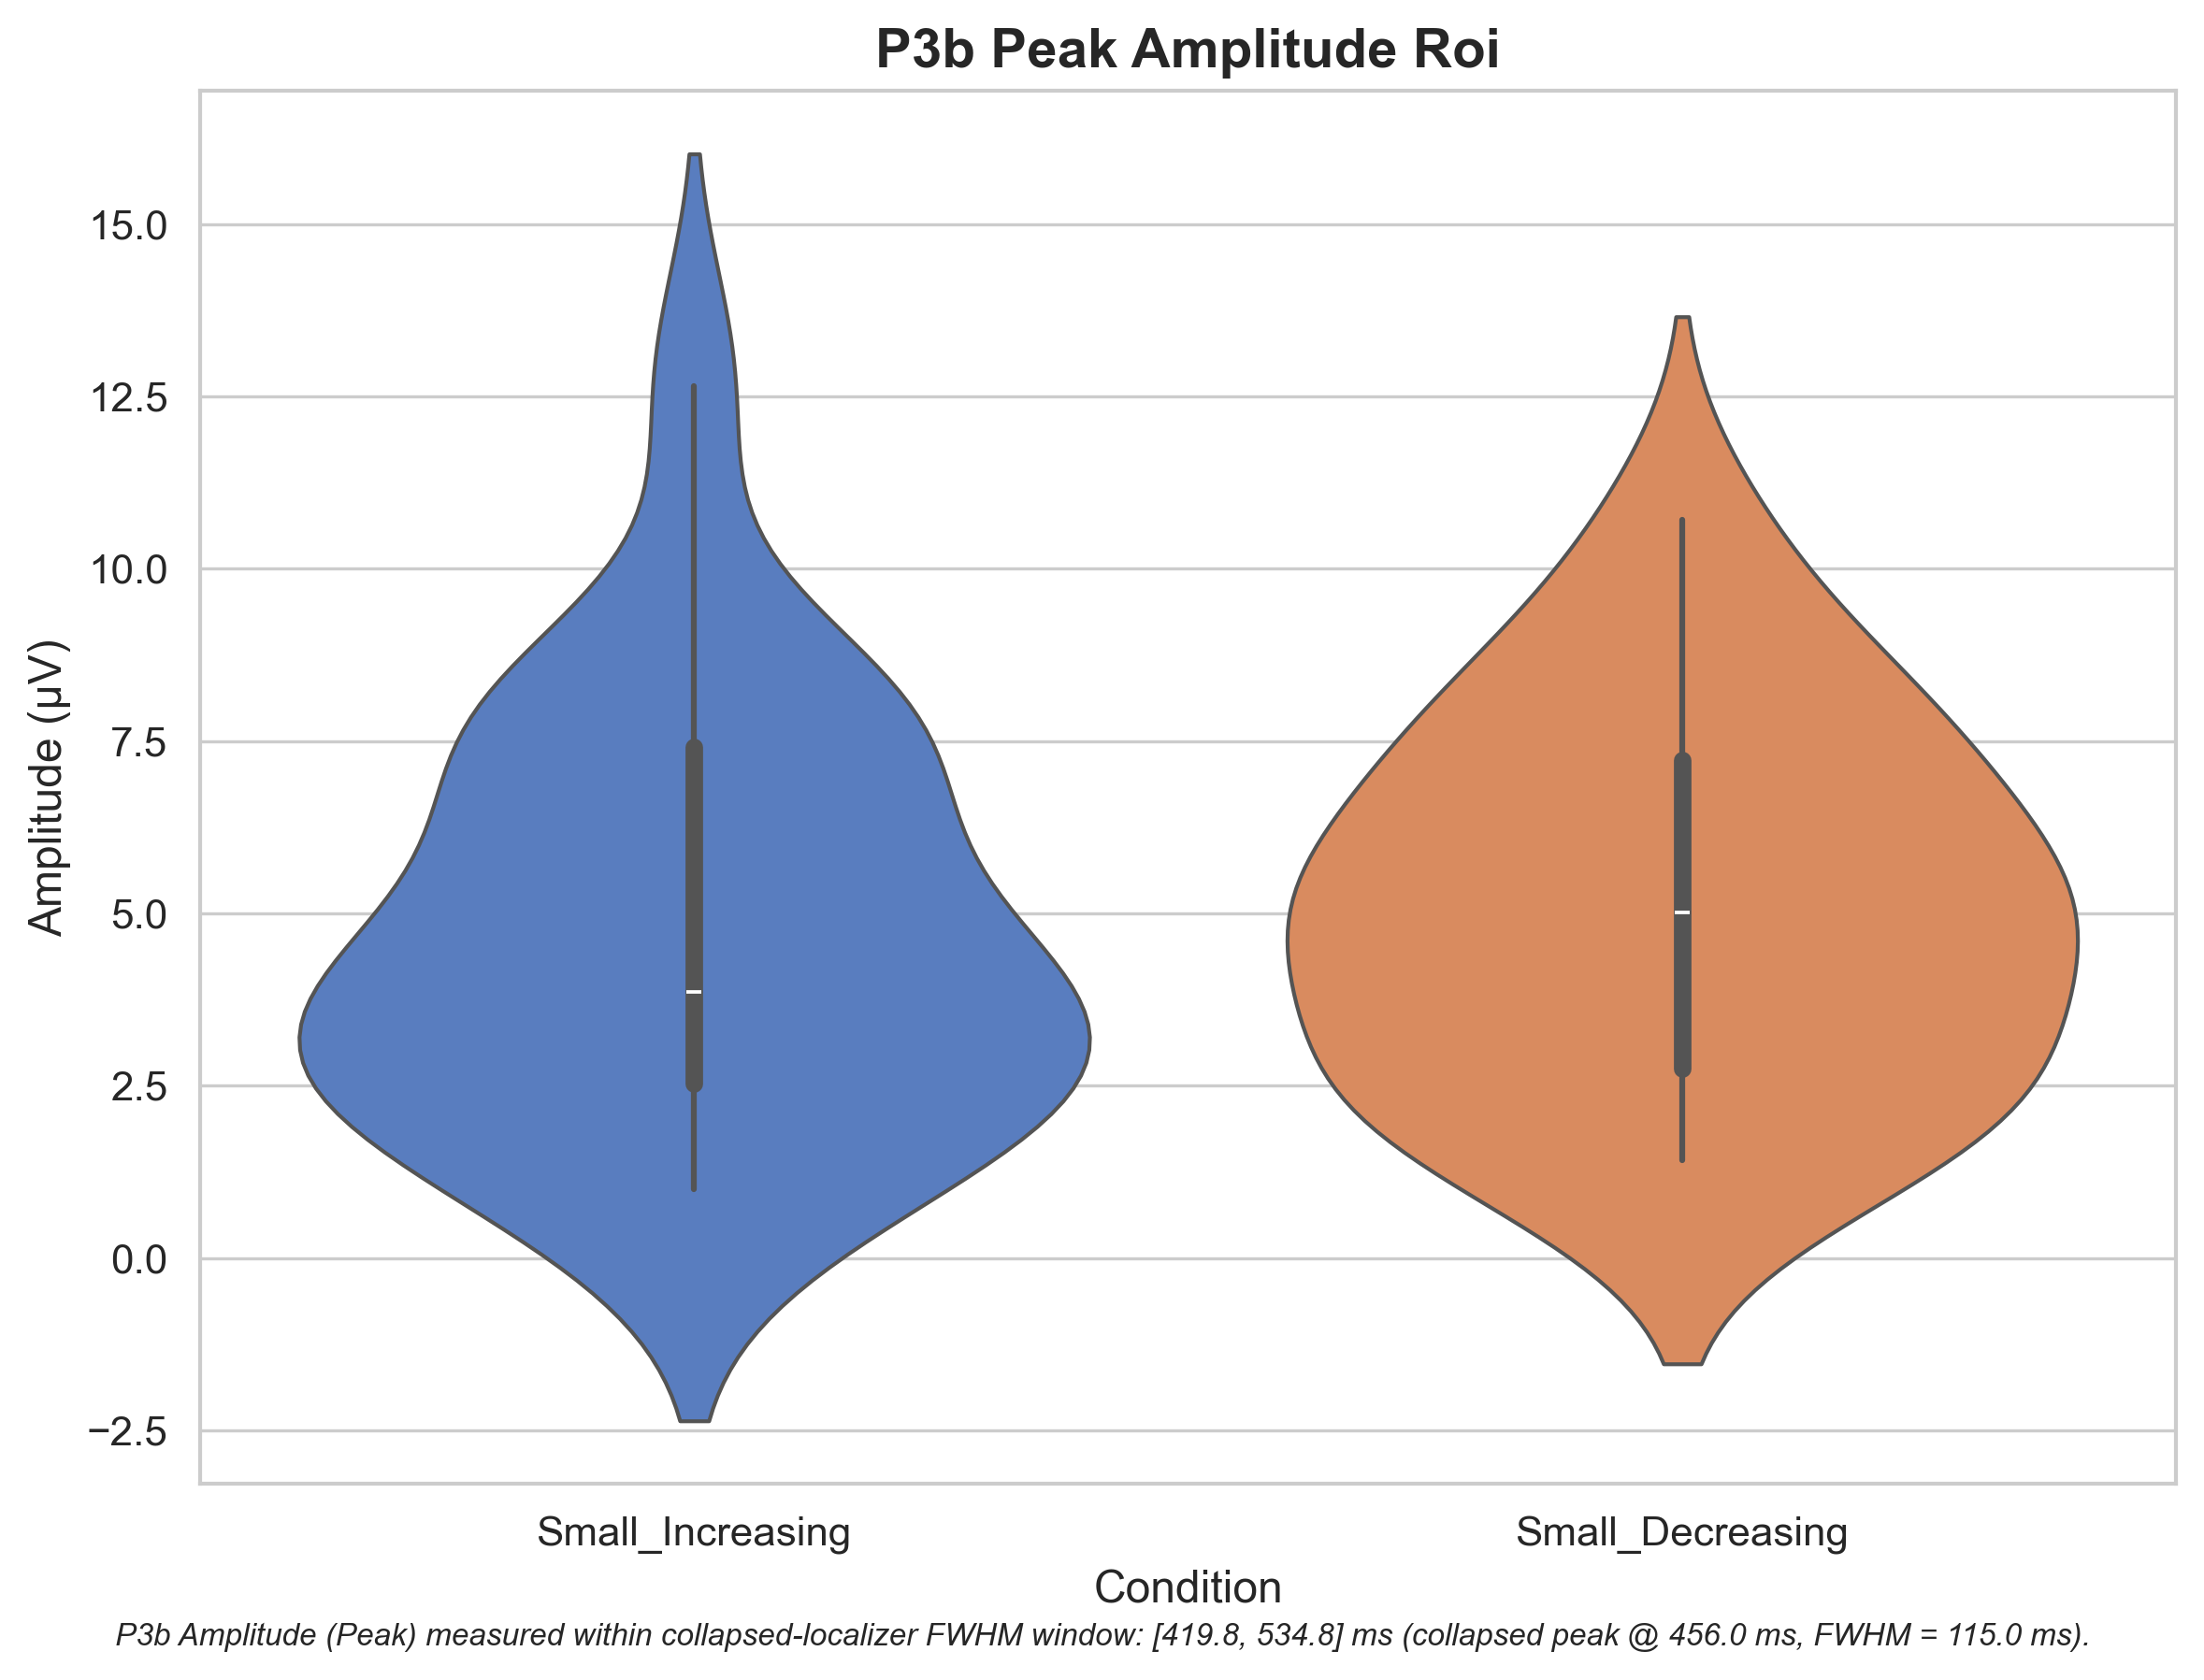 P3b Peak Amplitude Roi
Amplitude (µV)
15.0
12.5
10.0
7.5
5.0
2.5
0.0
−2.5
Small_Increasing
Small_Decreasing
Condition
P3b Amplitude (Peak) measured within collapsed-localizer FWHM window: [419.8, 534.8] ms (collapsed peak @ 456.0 ms, FWHM = 115.0 ms).